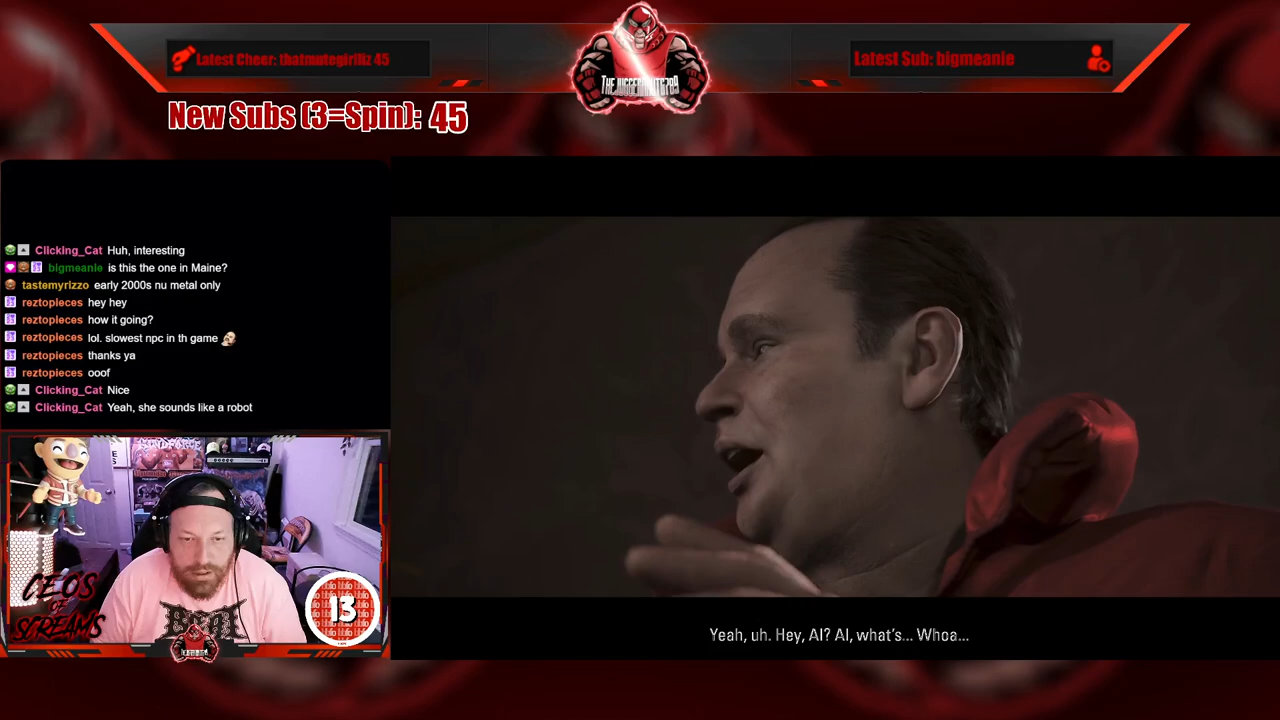 Latest Cheer: thatmutegirlliz 45
THEJUGGERNAUT6789
Latest Sub: bigmeanie
New Subs (3=Spin): 45
Clicking_Cat Huh, interesting
bigmeanie is this the one in Maine?
tastemyrizzo early 2000s nu metal only
reztopieces hey hey
reztopieces how it going?
reztopieces lol. slowest npc in th game
reztopieces thanks ya
reztopieces ooof
Clicking_Cat Nice
Clicking_Cat Yeah, she sounds like a robot
CEOS
OF
SCREAMS
13
Yeah, uh. Hey, AI? AI, what's... Whoa...